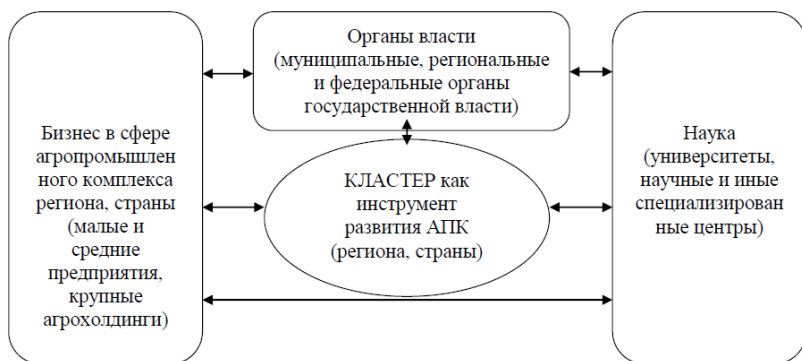 Органы власти
(муниципальные, региональные
и федеральные органы
государственной власти)
Бизнес в сфере
агропромышлен
ного комплекса
региона, страны
(малые и
средние
предприятия,
крупные
агрохолдинги)
КЛАСТЕР как
инструмент
развития АПК
(региона, страны)
Наука
(университеты,
научные и иные
специализирован
ные центры)